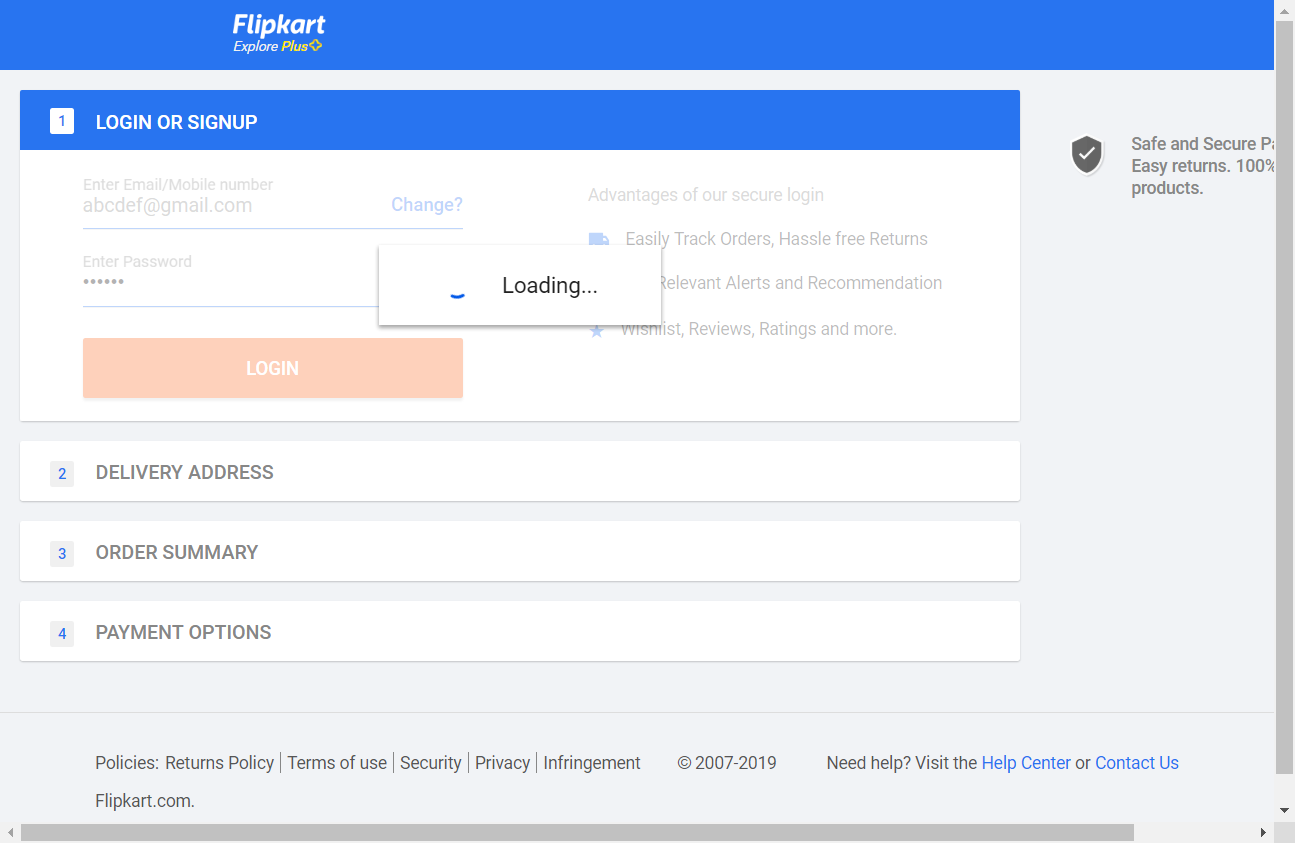 Flipkart
Explore Plus
1 LOGIN OR SIGNUP
Enter Email/Mobile number
abcdef@gmail.com
Change?
Enter Password
••••••
LOGIN
Advantages of our secure login
Easily Track Orders, Hassle free Returns
Relevant Alerts and Recommendation
Wishlist, Reviews, Ratings and more.
Loading...
Safe and Secure
Easy returns. 100%
products.
2 DELIVERY ADDRESS
3 ORDER SUMMARY
4 PAYMENT OPTIONS
Policies: Returns Policy | Terms of use | Security | Privacy | Infringement © 2007-2019 Need help? Visit the Help Center or Contact Us
Flipkart.com.